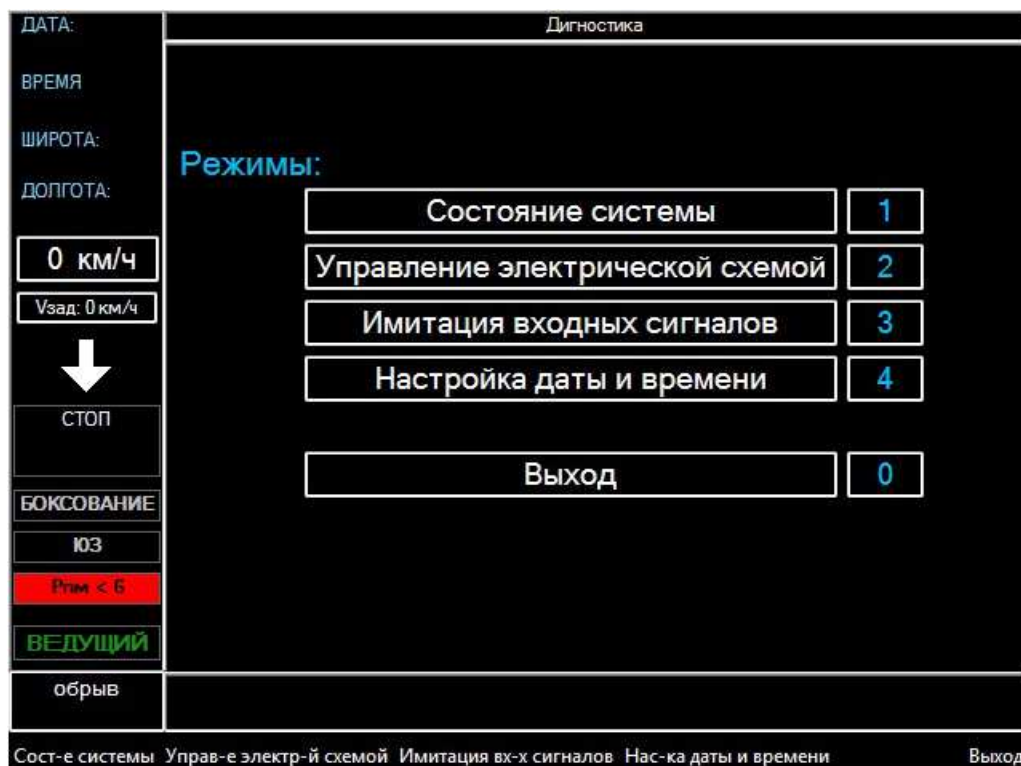 ДАТА:
Дигностика
ВРЕМЯ
ШИРОТА:
ДОЛГОТА:
Режимы:
Состояние системы 1
Управление электрической схемой 2
Имитация входных сигналов 3
Настройка даты и времени 4
Выход 0
0 км/ч
Vзад: 0 км/ч
СТОП
БОКСОВАНИЕ
ЮЗ
Рпм < 6
ВЕДУЩИЙ
обрыв
Сост-е системы Управ-е электр-й схемой Имитация вх-х сигналов Нас-ка даты и времени Выход